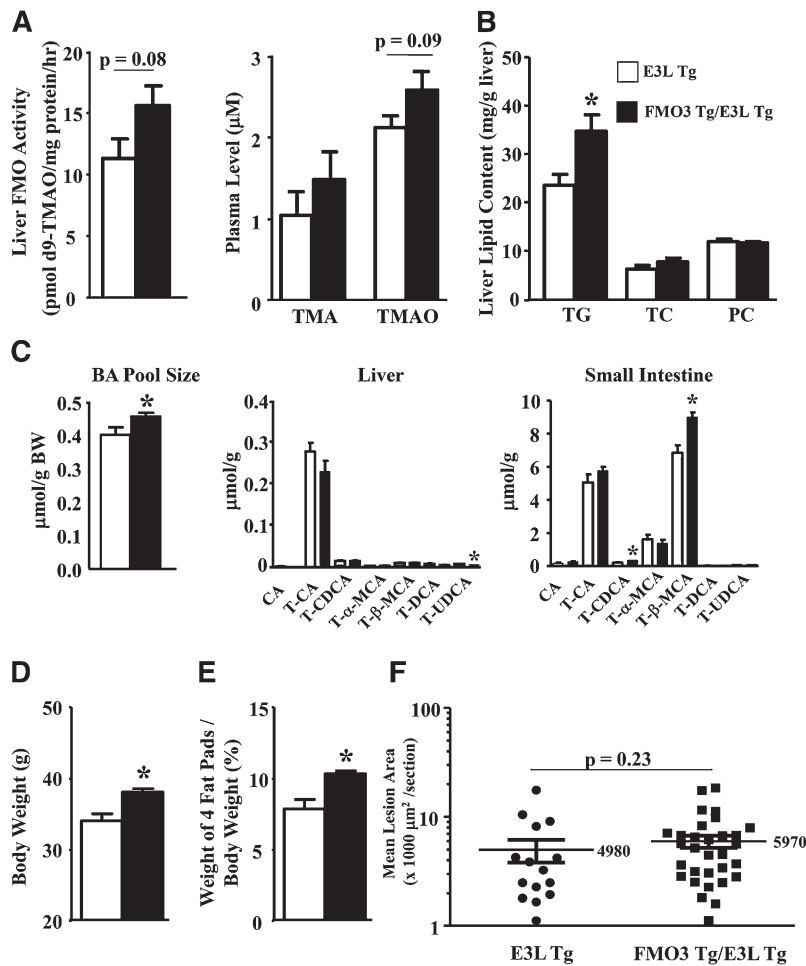 A
Liver FMO Activity
(pmol d9-TMAO/mg protein/hr)
20
15
10
5
0
p = 0.08
Plasma Level (μM)
3
2
1
0
p = 0.09
TMA
TMAO
B
Liver Lipid Content (mg/g liver)
50
40
30
20
10
0
*
E3L Tg
FMO3 Tg/E3L Tg
TG
TC
PC
C
BA Pool Size
μmol/g BW
0.5
0.4
0.3
0.2
0.1
0.0
*
Liver
μmol/g
0.4
0.3
0.2
0.1
0
*
CA
T-CA
T-CDCA
T-α-MCA
T-β-MCA
T-DCA
T-UDCA
Small Intestine
μmol/g
10
8
6
4
2
0
*
*
CA
T-CA
T-CDCA
T-α-MCA
T-β-MCA
T-DCA
T-UDCA
D
Body Weight (g)
50
40
30
20
*
E
Weight of 4 Fat Pads /
Body Weight (%)
15
10
5
0
*
F
Mean Lesion Area
(x 1000 μm² /section)
100
10
1
p = 0.23
4980
5970
E3L Tg
FMO3 Tg/E3L Tg